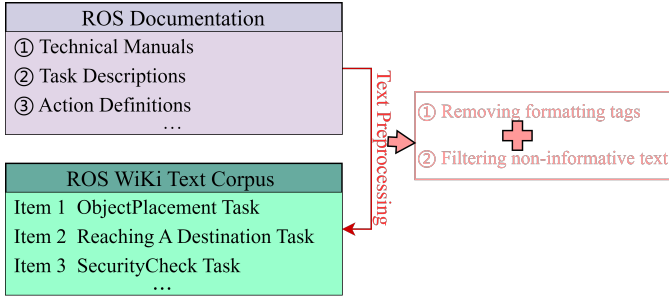 ROS Documentation
① Technical Manuals
② Task Descriptions
③ Action Definitions
...
Text Preprocessing
① Removing formatting tags
② Filtering non-informative text
ROS WiKi Text Corpus
Item 1 ObjectPlacement Task
Item 2 Reaching A Destination Task
Item 3 SecurityCheck Task
...